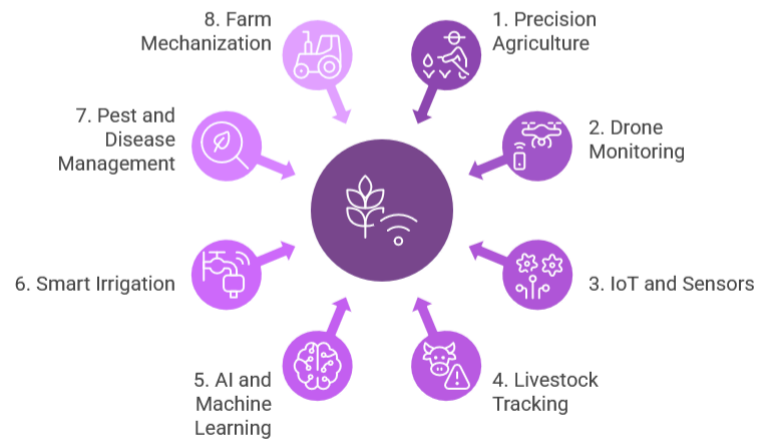 1. Precision
Agriculture
2. Drone
Monitoring
3. IoT and Sensors
4. Livestock
Tracking
5. AI and
Machine
Learning
6. Smart Irrigation
7. Pest and
Disease
Management
8. Farm
Mechanization